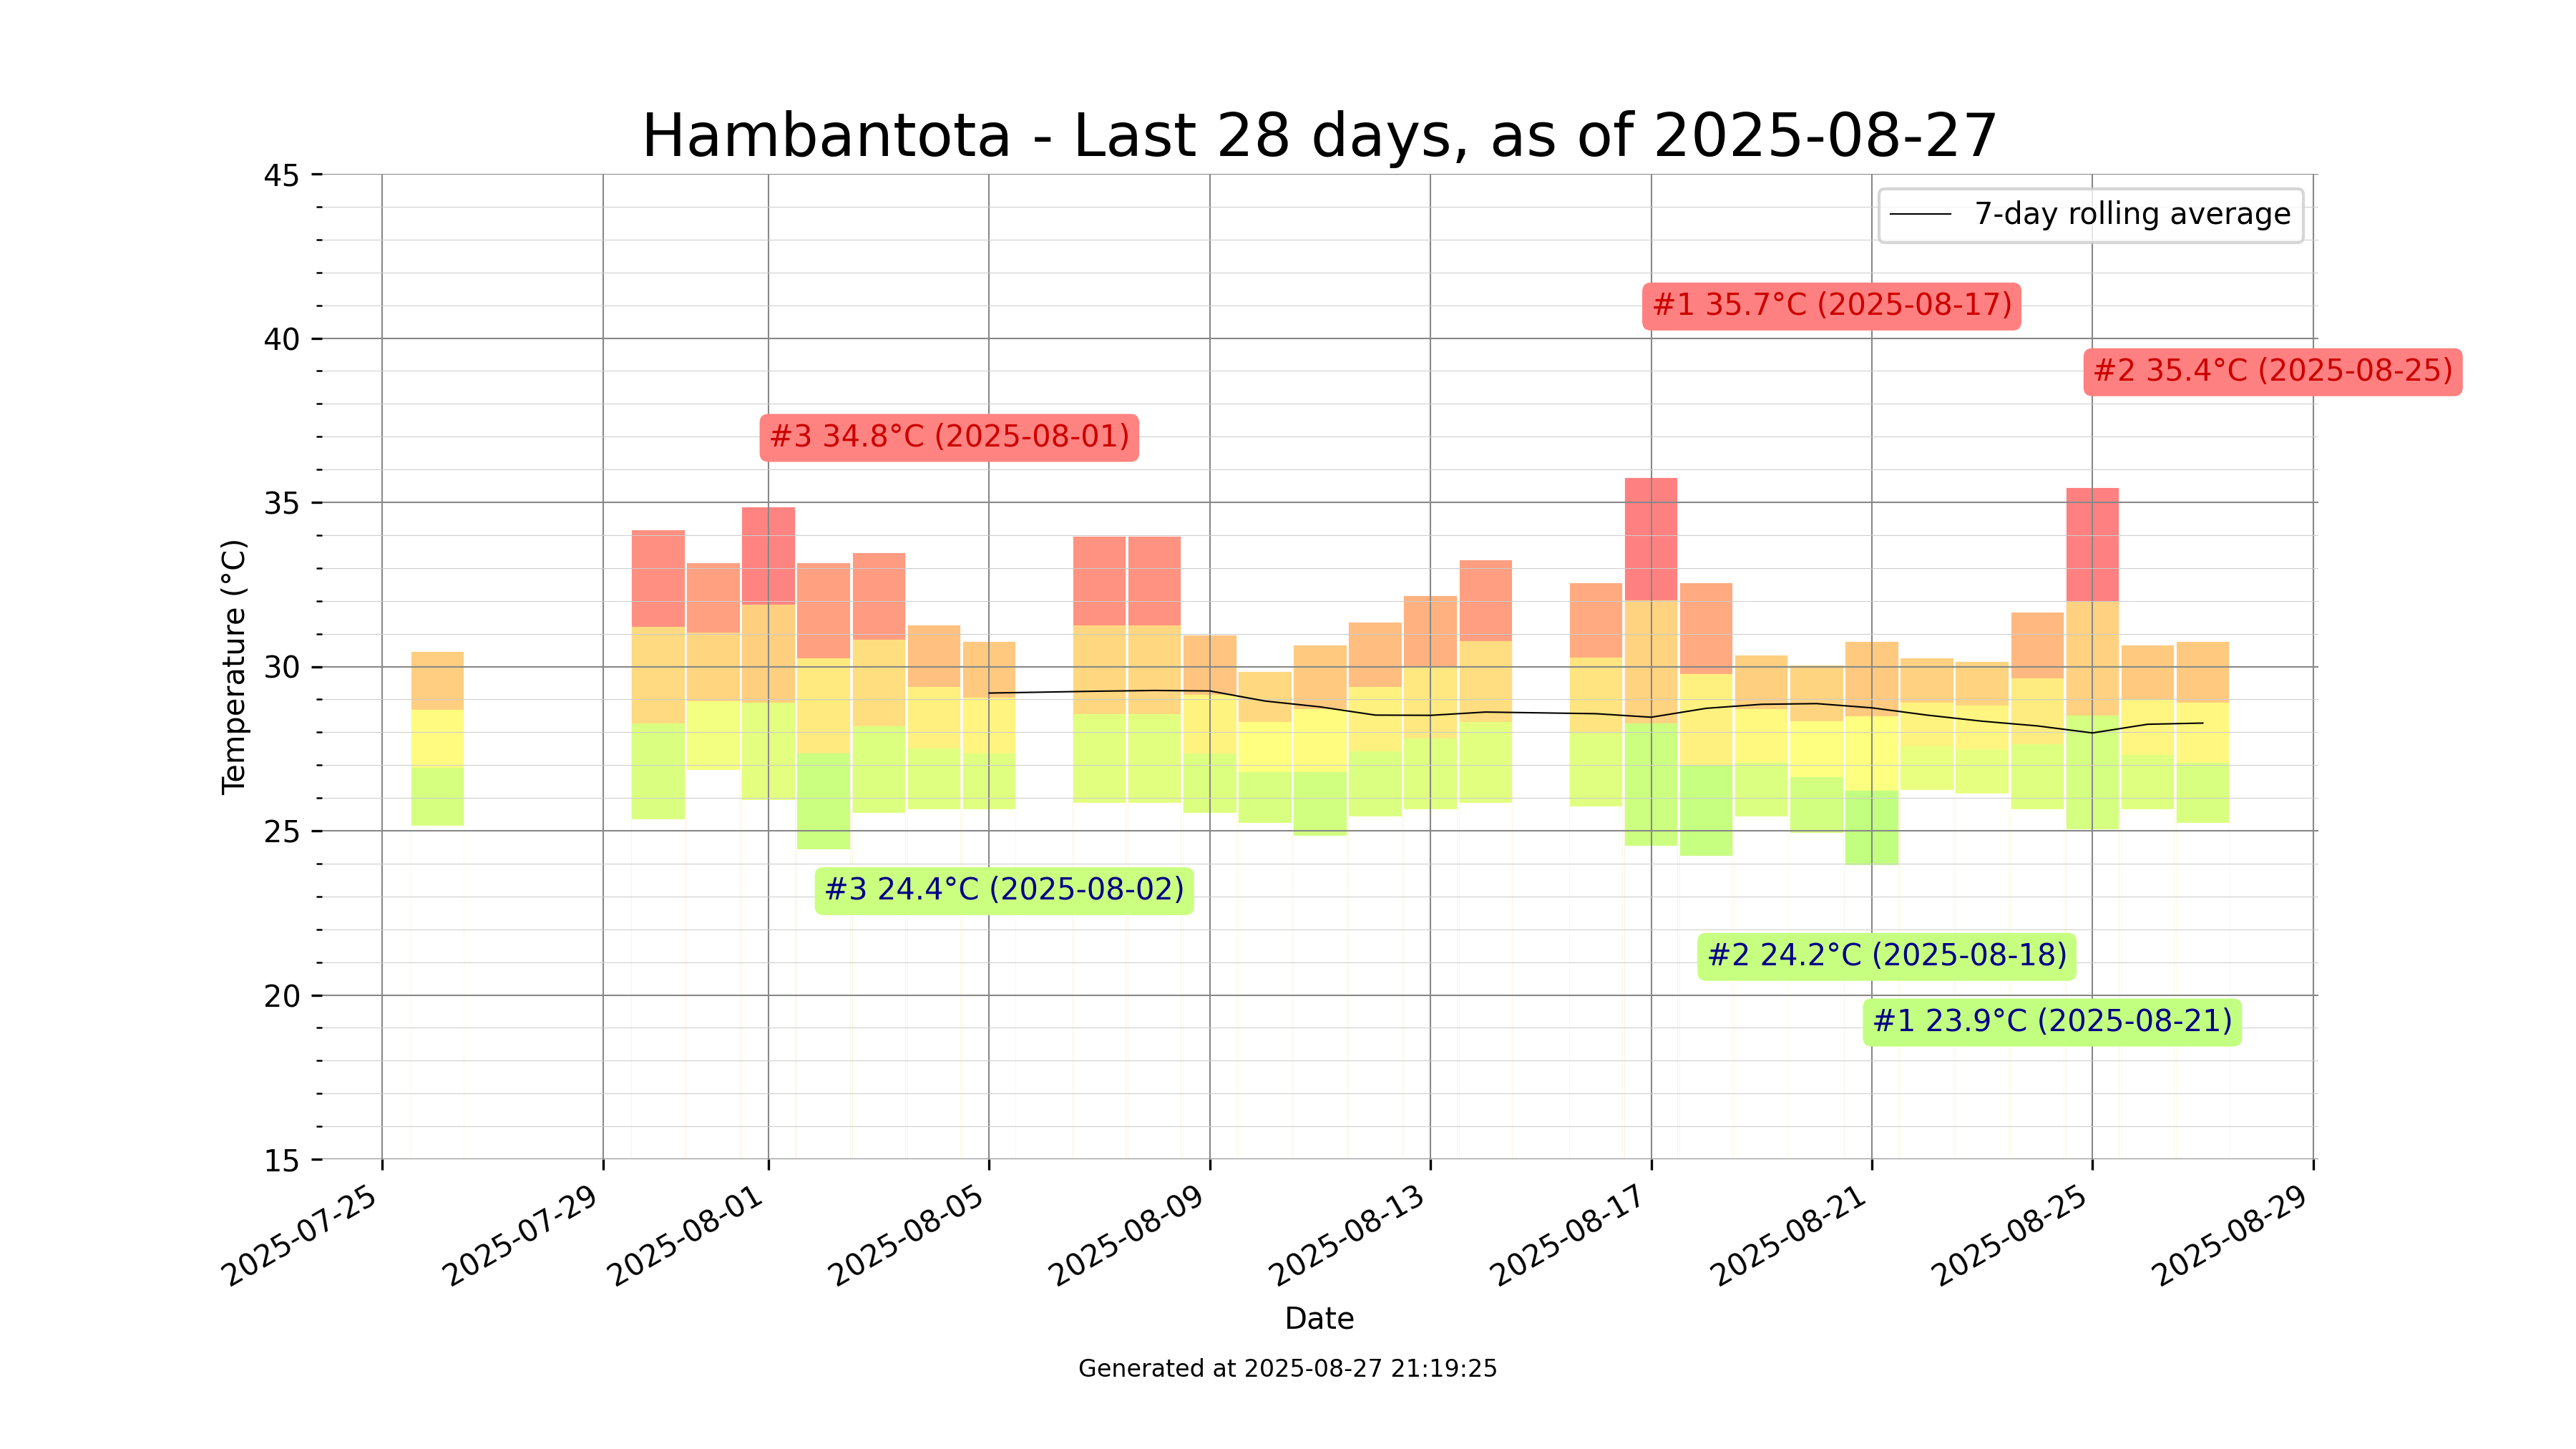 Hambantota - Last 28 days, as of 2025-08-27
45
40
35
30
25
20
15
Temperature (°C)
7-day rolling average
#1 35.7°C (2025-08-17)
#2 35.4°C (2025-08-25)
#3 34.8°C (2025-08-01)
#3 24.4°C (2025-08-02)
#2 24.2°C (2025-08-18)
#1 23.9°C (2025-08-21)
2025-07-25
2025-07-29
2025-08-01
2025-08-05
2025-08-09
2025-08-13
2025-08-17
2025-08-21
2025-08-25
2025-08-29
Date
Generated at 2025-08-27 21:19:25